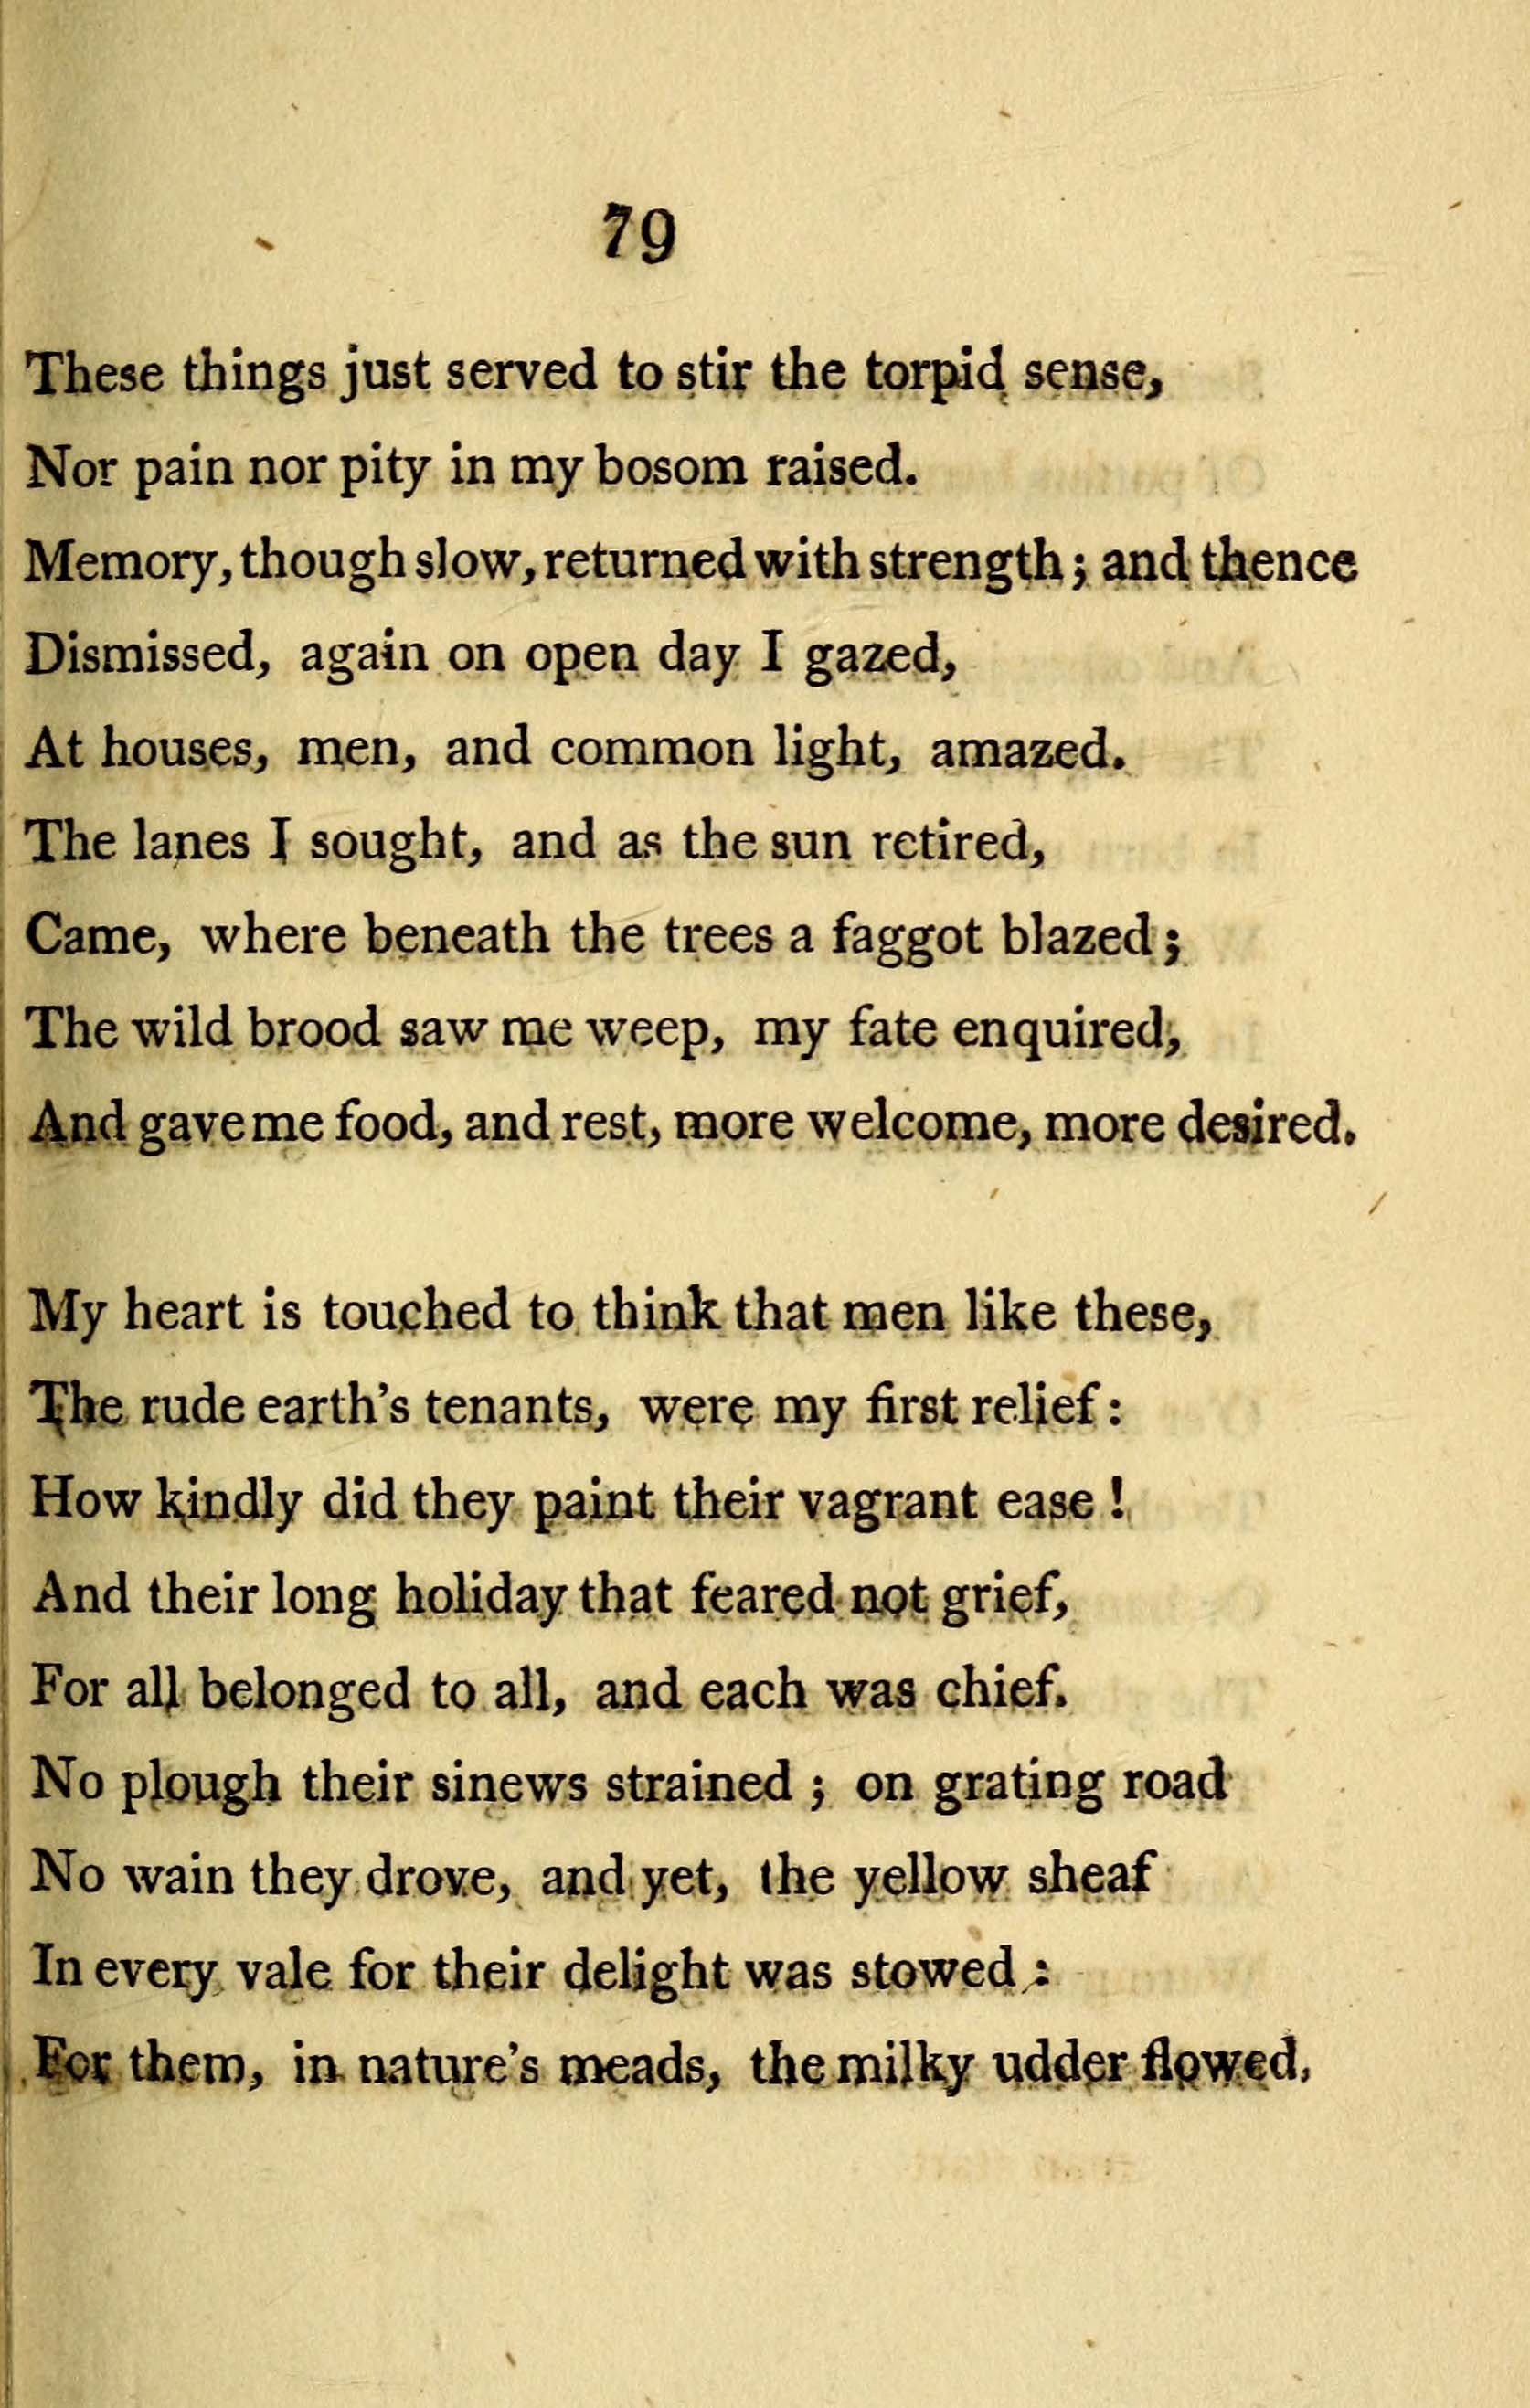 79
These things just served to stir the torpid sense,
Nor pain nor pity in my bosom raised.
Memory, though slow, returned with strength; and thence
Dismissed, again on open day I gazed,
At houses, men, and common light, amazed.
The lanes I sought, and as the sun retired,
Came, where beneath the trees a faggot blazed;
The wild brood saw me weep, my fate enquired,
And gave me food, and rest, more welcome, more desired.
My heart is touched to think that men like these,
The rude earth's tenants, were my first relief:
How kindly did they paint their vagrant ease!
And their long holiday that feared not grief,
For all belonged to all, and each was chief.
No plough their sinews strained; on grating road
No wain they drove, and yet, the yellow sheaf
In every vale for their delight was stowed:
For them, in nature's meads, the milky udder flowed.